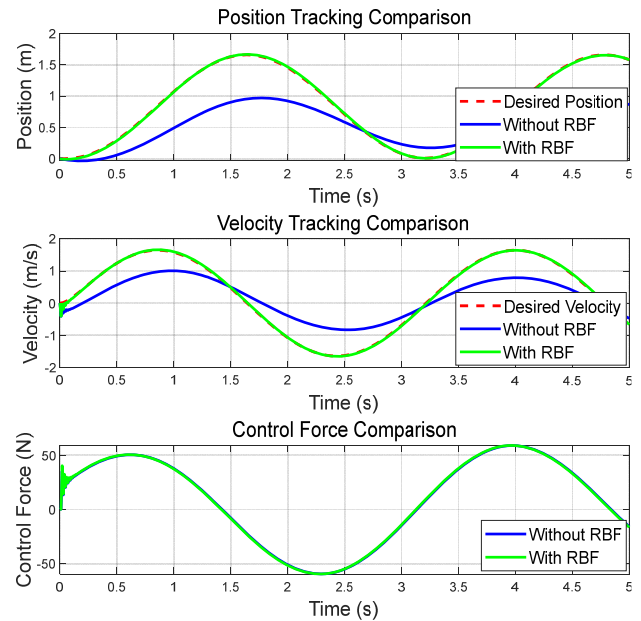 Position Tracking Comparison
Position (m)
2
1.5
1
0.5
0
0 0.5 1 1.5 2 2.5 3 3.5 4 4.5 5
Desired Position
Without RBF
With RBF
Time (s)
Velocity Tracking Comparison
Velocity (m/s)
2
1
0
-1
-2
0 0.5 1 1.5 2 2.5 3 3.5 4 4.5 5
Desired Velocity
Without RBF
With RBF
Time (s)
Control Force Comparison
Control Force (N)
50
0
-50
0 0.5 1 1.5 2 2.5 3 3.5 4 4.5 5
Without RBF
With RBF
Time (s)